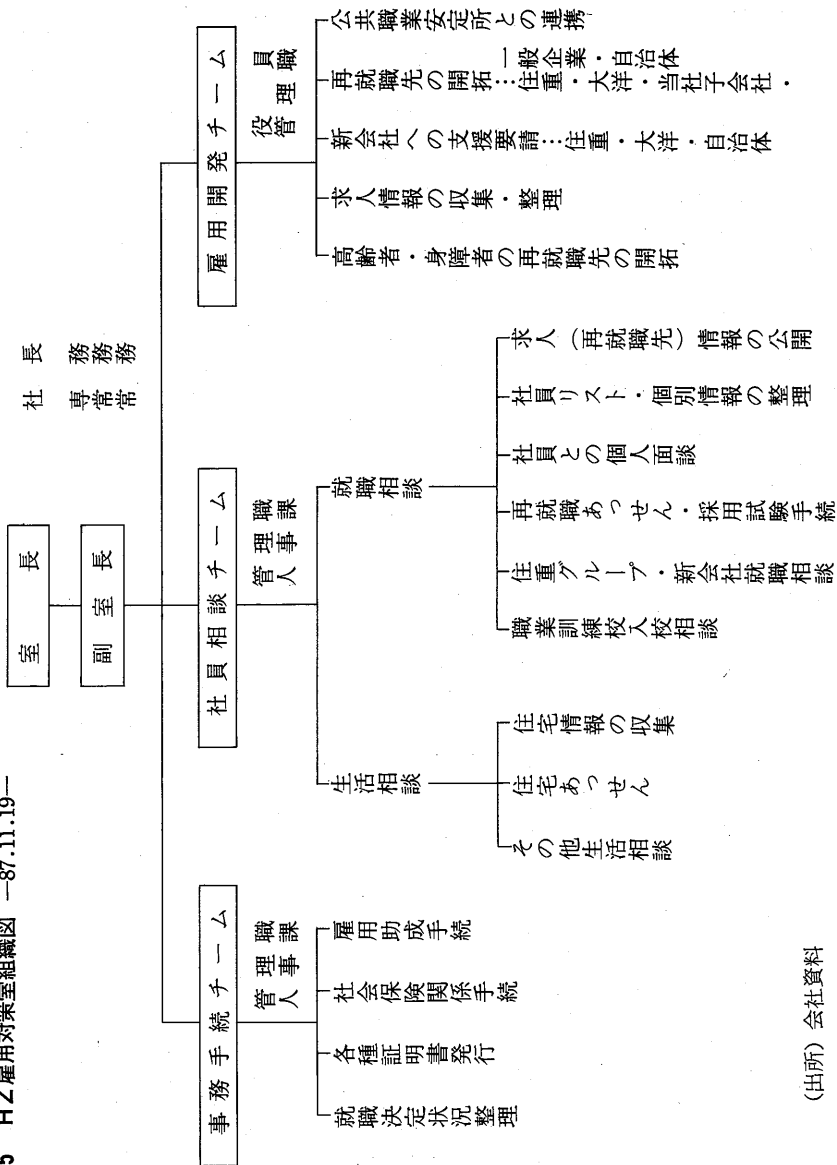 5 HZ雇用対策室組織図 —87.11.19—
室長
社長
副室長
専務
常務
常務
雇用開発チーム
役員
管理職
公共職業安定所との連携
再就職先の開拓…住重・大洋・当社子会社・
一般企業・自治体
新会社への支援要請…住重・大洋・自治体
求人情報の収集・整理
高齢者・身障者の再就職先の開拓
社員相談チーム
管理職
人事課
就職相談
求人（再就職先）情報の公開
社員リスト・個別情報の整理
社員との個人面談
再就職あっせん・採用試験手続
住重グループ・新会社就職相談
職業訓練校入校相談
生活相談
住宅情報の収集
住宅あっせん
その他生活相談
事務手続チーム
管理職
人事課
雇用助成手続
社会保険関係手続
各種証明書発行
就職決定状況整理
(出所) 会社資料